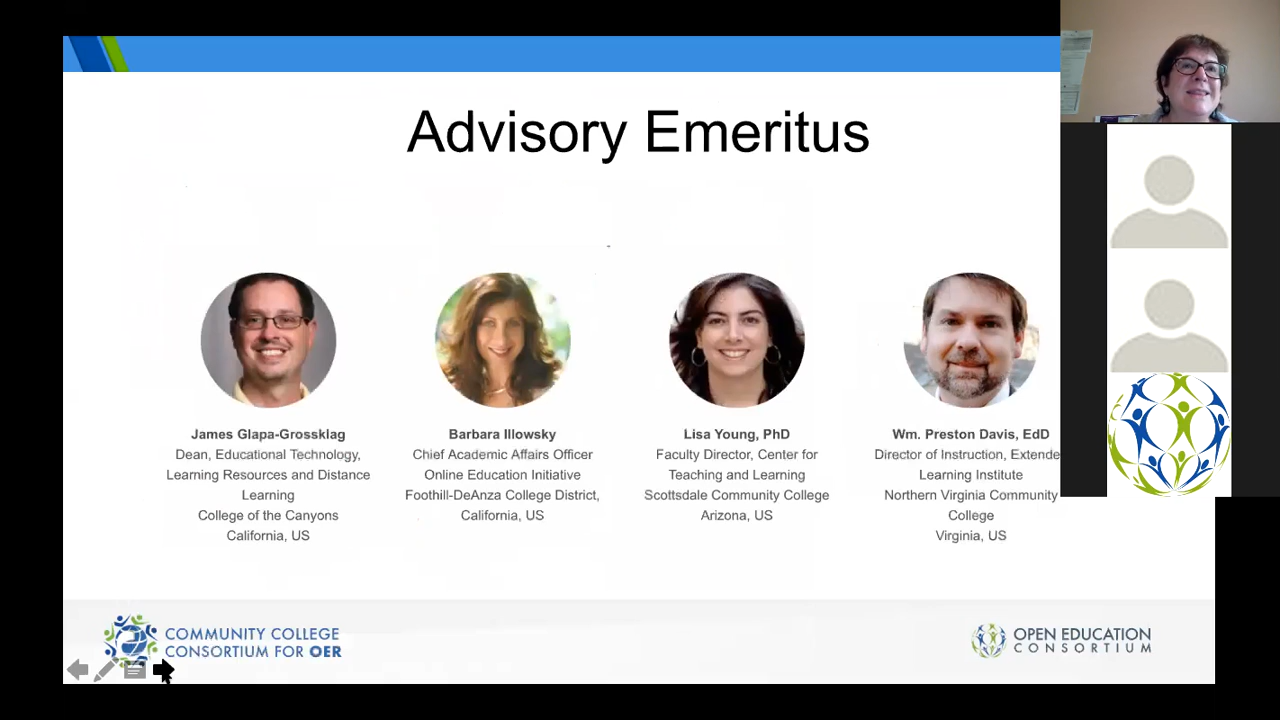 Advisory Emeritus
James Glapa-Grossklag
Dean, Educational Technology,
Learning Resources and Distance
Learning
College of the Canyons
California, US
Barbara Illowsky
Chief Academic Affairs Officer
Online Education Initiative
Foothill-DeAnza College District,
California, US
Lisa Young, PhD
Faculty Director, Center for
Teaching and Learning
Scottsdale Community College
Arizona, US
Wm. Preston Davis, EdD
Director of Instruction, Extende
Learning Institute
Northern Virginia Community
College
Virginia, US
COMMUNITY COLLEGE
CONSORTIUM FOR OER
OPEN EDUCATION
CONSORTIUM